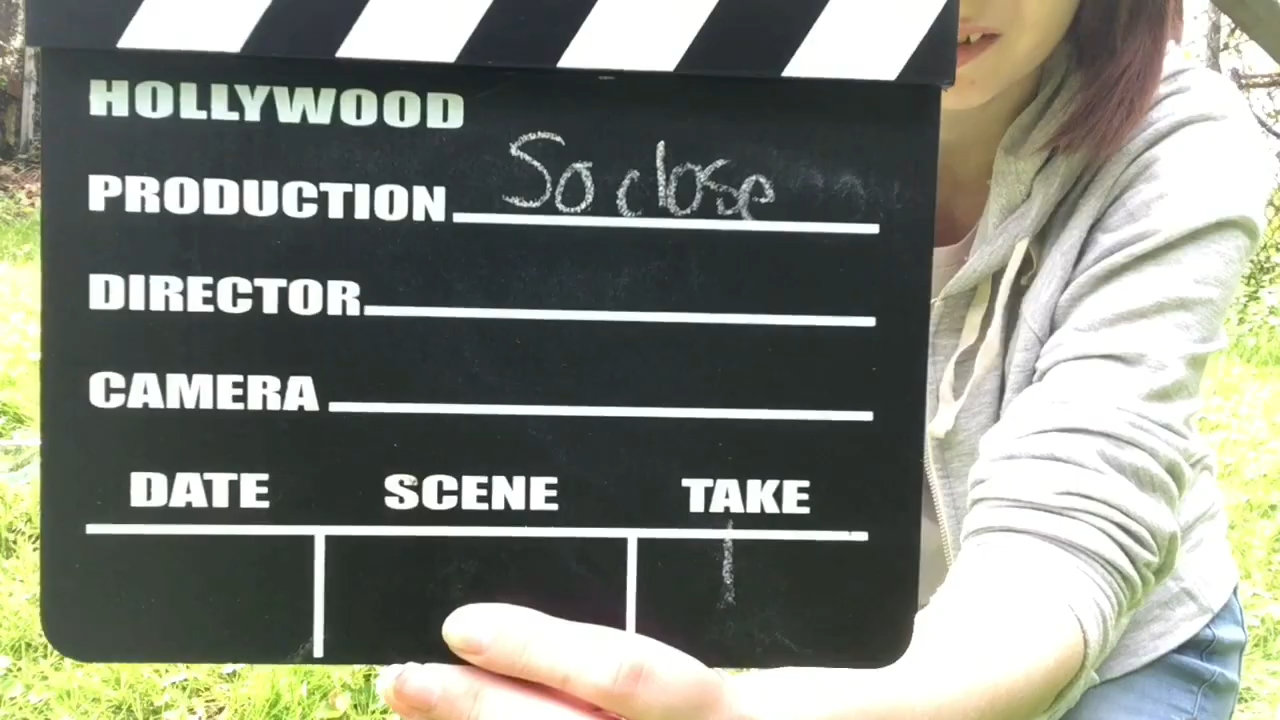 HOLLYWOOD
PRODUCTION So close
DIRECTOR
CAMERA
DATE SCENE TAKE
1